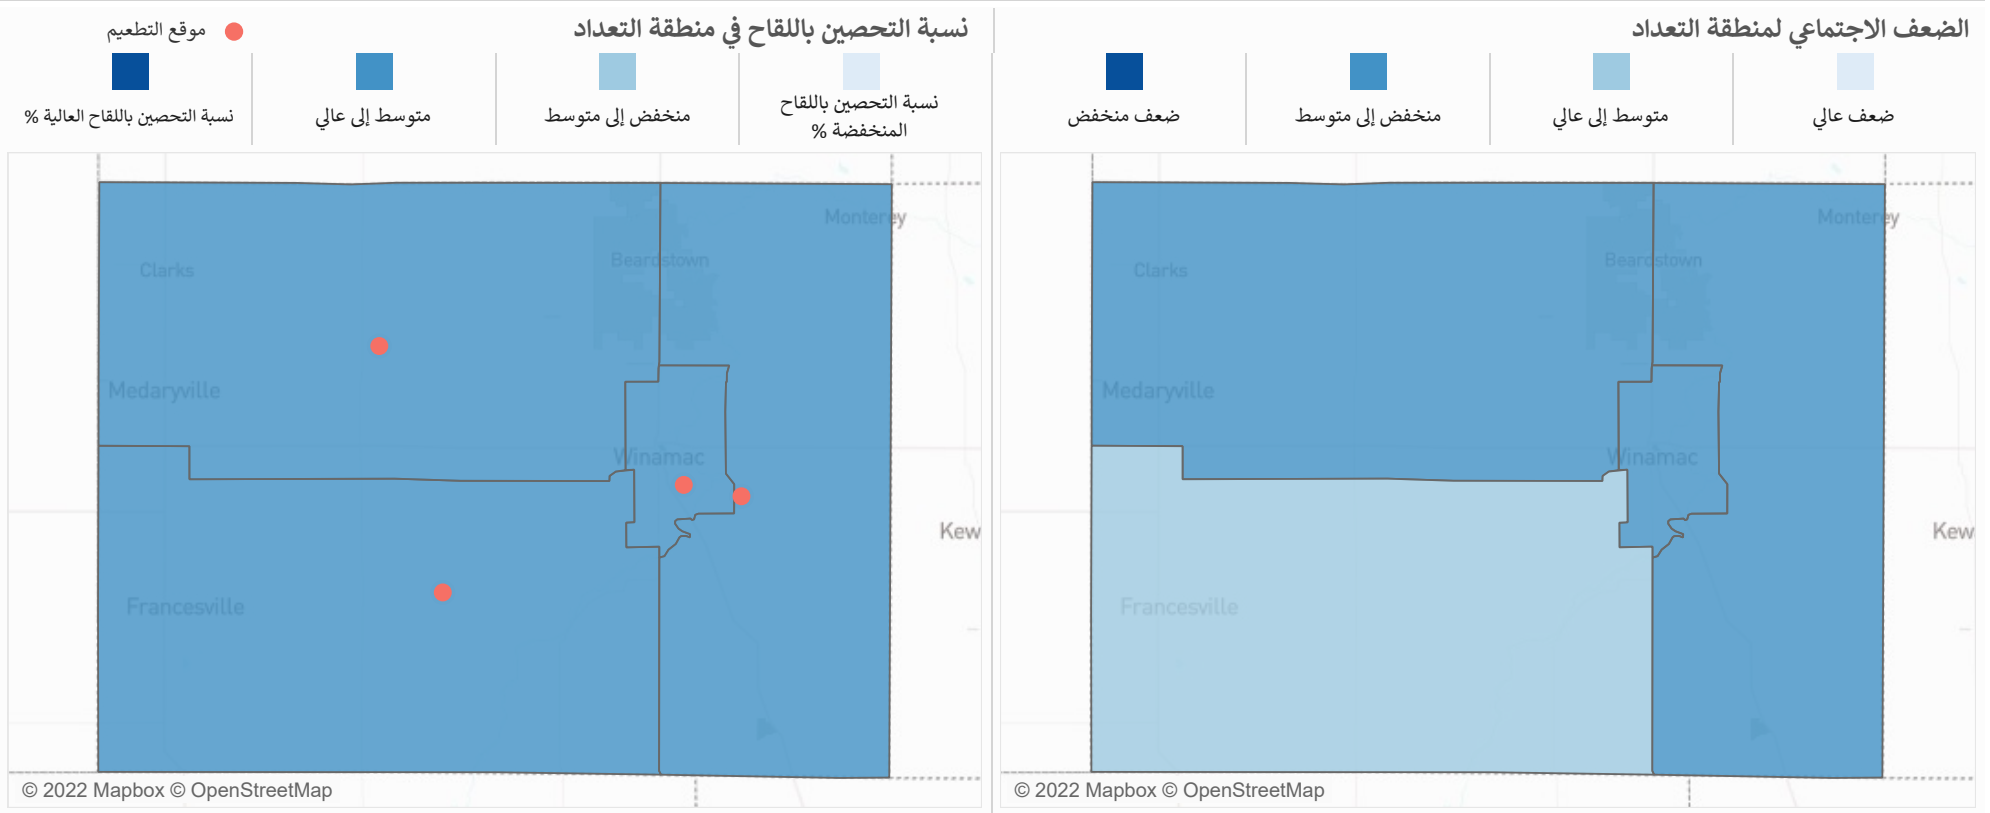 الضعف الاجتماعي لمنطقة التعداد
ضعف عالي
متوسط إلى عالي
منخفض إلى متوسط
ضعف منخفض
Monterey
Beardstown
Clarks
Medaryville
Winamac
Kew
Francesville
© 2022 Mapbox © OpenStreetMap
نسبة التحصين باللقاح في منطقة التعداد
موقع التطعيم
نسبة التحصين باللقاح
المنخفضة %
منخفض إلى متوسط
متوسط إلى عالي
نسبة التحصين باللقاح العالية %
Monterey
Beardstown
Clarks
Medaryville
Winamac
Kew
Francesville
© 2022 Mapbox © OpenStreetMap